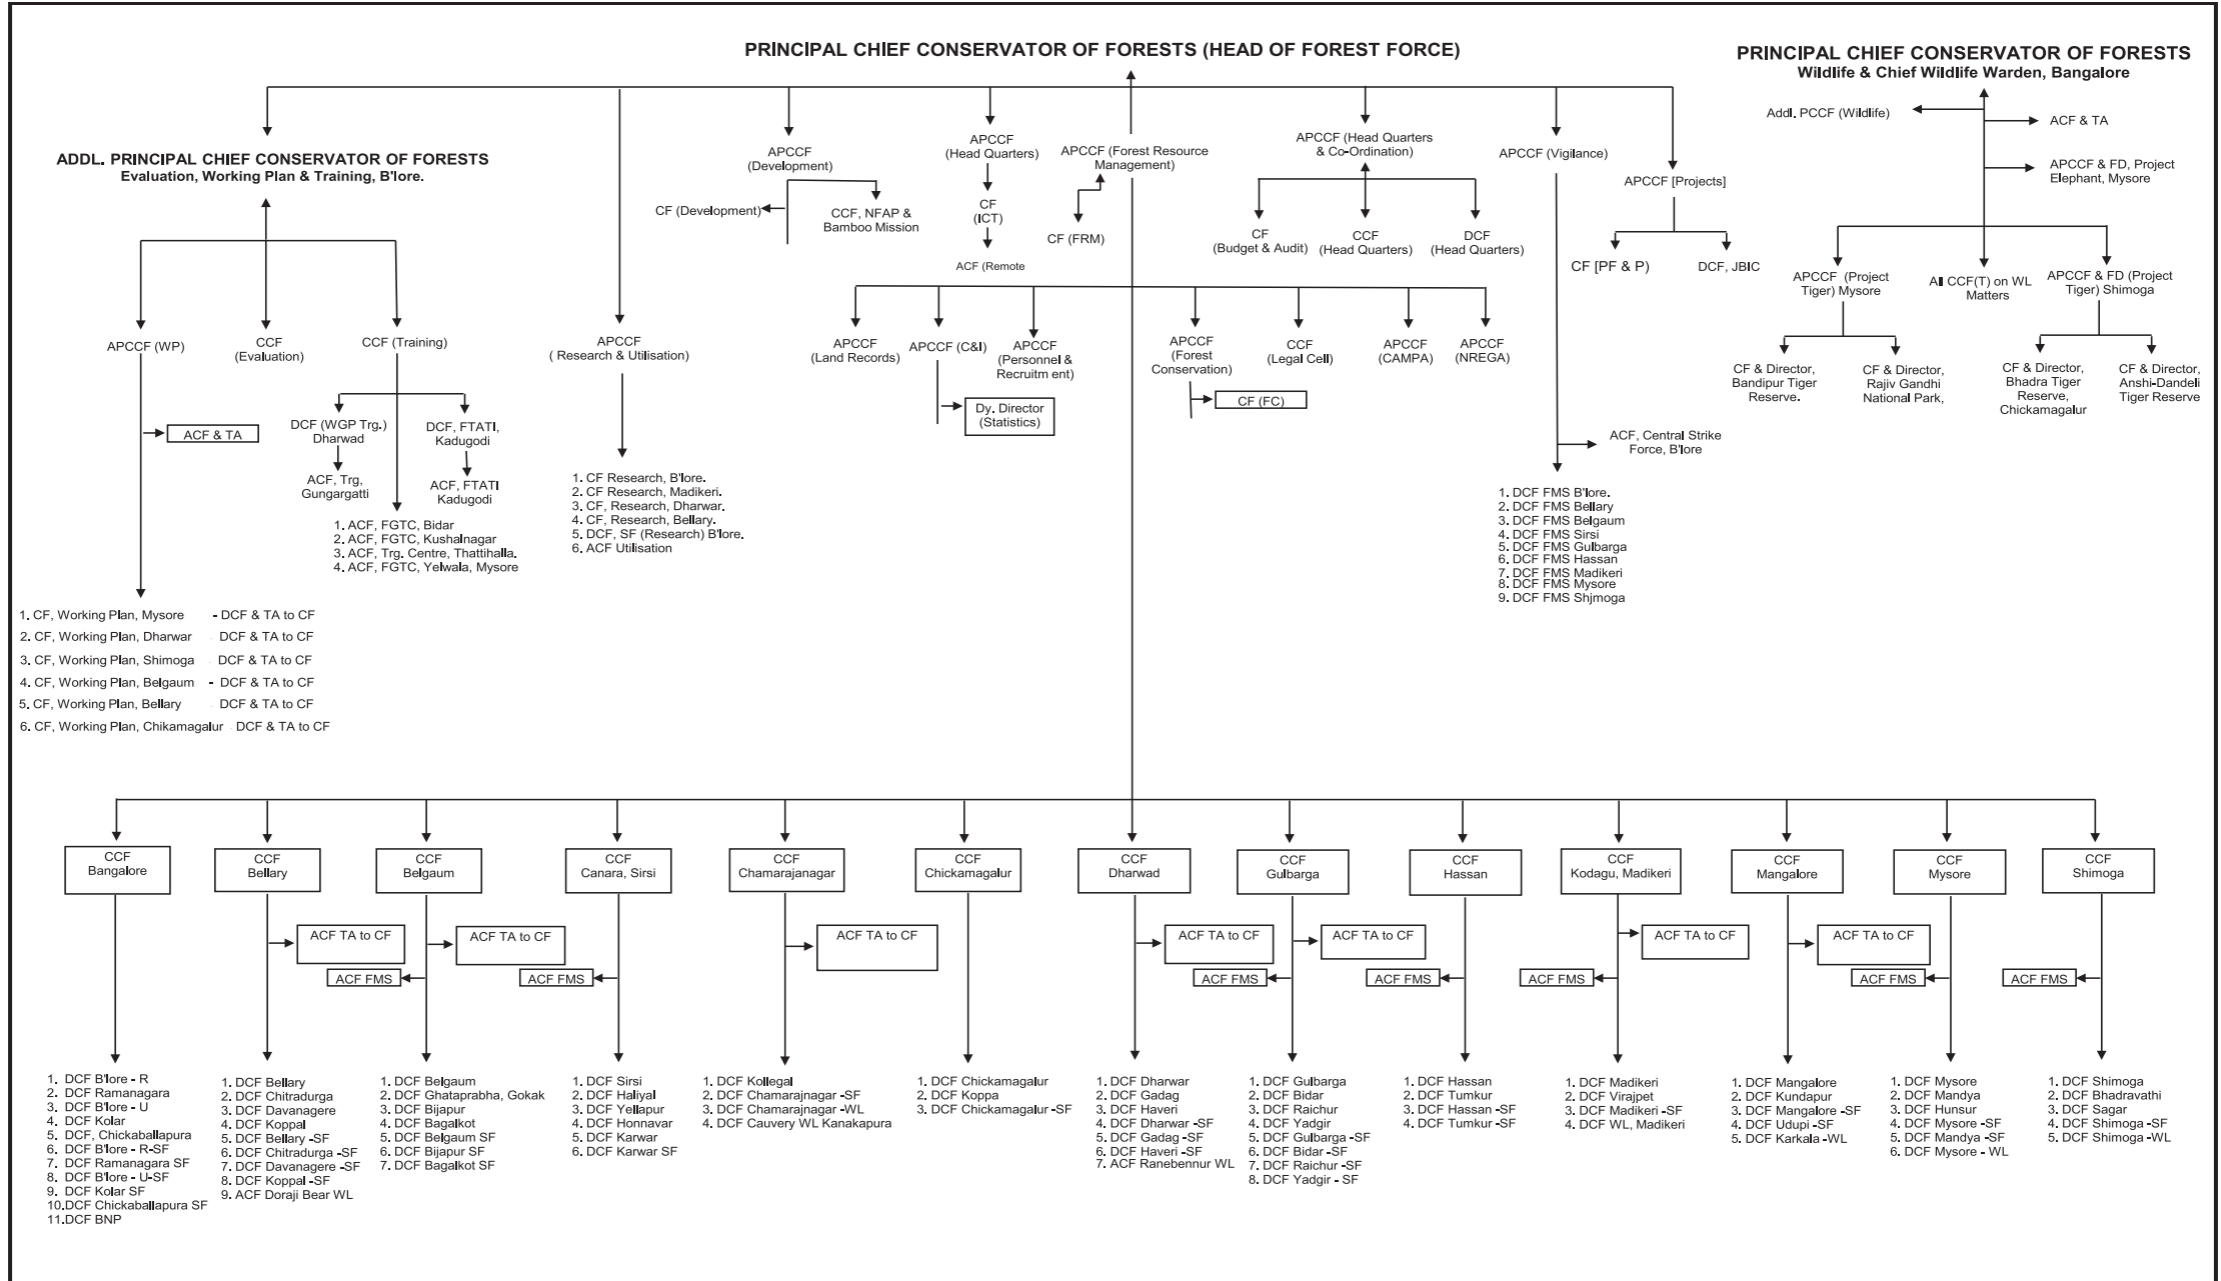 PRINCIPAL CHIEF CONSERVATOR OF FORESTS (HEAD OF FOREST FORCE)
PRINCIPAL CHIEF CONSERVATOR OF FORESTS
Wildlife & Chief Wildlife Warden, Bangalore
ADDL. PRINCIPAL CHIEF CONSERVATOR OF FORESTS
Evaluation, Working Plan & Training, B'lore.
APCCF
(Development)
CF (Development)
CCF, NFAP &
Bamboo Mission
APCCF
(Head Quarters)
CF
(ICT)
ACF (Remote
APCCF (Forest Resource
Management)
CF (FRM)
APCCF (Head Quarters
& Co-Ordination)
CF
(Budget & Audit)
CCF
(Head Quarters)
DCF
(Head Quarters)
APCCF (Vigilance)
APCCF [Projects]
CF [PF & P)
DCF, JBIC
Addl. PCCF (Wildlife)
ACF & TA
APCCF & FD, Project
Elephant, Mysore
APCCF (Project
Tiger) Mysore
All CCF(T) on WL
Matters
APCCF & FD (Project
Tiger) Shimoga
CF & Director,
Bandipur Tiger
Reserve.
CF & Director,
Rajiv Gandhi
National Park,
CF & Director,
Bhadra Tiger
Reserve,
Chickamagalur
CF & Director,
Anshi-Dandeli
Tiger Reserve
APCCF (WP)
CCF
(Evaluation)
CCF (Training)
APCCF
( Research & Utilisation)
APCCF
(Land Records)
APCCF (C&I)
APCCF
(Personnel &
Recruitm ent)
APCCF
(Forest
Conservation)
CCF
(Legal Cell)
APCCF
(CAMPA)
APCCF
(NREGA)
Dy. Director
(Statistics)
CF (FC)
ACF & TA
DCF (WGP Trg.)
Dharwad
DCF, FTATI,
Kadugodi
ACF, Trg,
Gungargatti
ACF, FTATI
Kadugodi
1. ACF, FGTC, Bidar
2. ACF, FGTC, Kushalnagar
3. ACF, Trg. Centre, Thattihalla.
4. ACF, FGTC, Yelwala, Mysore
1. CF Research, B'lore.
2. CF Research, Madikeri.
3. CF, Research, Dharwar.
4. CF, Research, Bellary.
5. DCF, SF (Research) B'lore.
6. ACF Utilisation
ACF, Central Strike
Force, B'lore
1. DCF FMS B'lore.
2. DCF FMS Bellary
3. DCF FMS Belgaum
4. DCF FMS Sirsi
5. DCF FMS Gulbarga
6. DCF FMS Hassan
7. DCF FMS Madikeri
8. DCF FMS Mysore
9. DCF FMS Shjmoga
1. CF, Working Plan, Mysore - DCF & TA to CF
2. CF, Working Plan, Dharwar DCF & TA to CF
3. CF, Working Plan, Shimoga DCF & TA to CF
4. CF, Working Plan, Belgaum - DCF & TA to CF
5. CF, Working Plan, Bellary DCF & TA to CF
6. CF, Working Plan, Chikamagalur DCF & TA to CF
CCF
Bangalore
CCF
Bellary
CCF
Belgaum
CCF
Canara, Sirsi
CCF
Chamarajanagar
CCF
Chickamagalur
CCF
Dharwad
CCF
Gulbarga
CCF
Hassan
CCF
Kodagu, Madikeri
CCF
Mangalore
CCF
Mysore
CCF
Shimoga
ACF TA to CF
ACF TA to CF
ACF TA to CF
ACF TA to CF
ACF TA to CF
ACF TA to CF
ACF TA to CF
ACF FMS
ACF FMS
ACF FMS
ACF FMS
ACF FMS
ACF FMS
ACF FMS
1. DCF B'lore - R
2. DCF Ramanagara
3. DCF B'lore - U
4. DCF Kolar
5. DCF, Chickaballapura
6. DCF B'lore - R-SF
7. DCF Ramanagara SF
8. DCF B'lore - U-SF
9. DCF Kolar SF
10.DCF Chickaballapura SF
11.DCF BNP
1. DCF Bellary
2. DCF Chitradurga
3. DCF Davanagere
4. DCF Koppal
5. DCF Bellary -SF
6. DCF Chitradurga -SF
7. DCF Davanagere -SF
8. DCF Koppal -SF
9. ACF Doraji Bear WL
1. DCF Belgaum
2. DCF Ghataprabha, Gokak
3. DCF Bijapur
4. DCF Bagalkot
5. DCF Belgaum SF
6. DCF Bijapur SF
7. DCF Bagalkot SF
1. DCF Sirsi
2. DCF Haliyal
3. DCF Yellapur
4. DCF Honnavar
5. DCF Karwar
6. DCF Karwar SF
1. DCF Kollegal
2. DCF Chamarajnagar -SF
3. DCF Chamarajnagar -WL
4. DCF Cauvery WL Kanakapura
1. DCF Chickamagalur
2. DCF Koppa
3. DCF Chickamagalur -SF
1. DCF Dharwar
2. DCF Gadag
3. DCF Haveri
4. DCF Dharwar -SF
5. DCF Gadag -SF
6. DCF Haveri -SF
7. ACF Ranebennur WL
1. DCF Gulbarga
2. DCF Bidar
3. DCF Raichur
4. DCF Yadgir
5. DCF Gulbarga -SF
6. DCF Bidar -SF
7. DCF Raichur -SF
8. DCF Yadgir - SF
1. DCF Hassan
2. DCF Tumkur
3. DCF Hassan -SF
4. DCF Tumkur -SF
1. DCF Madikeri
2. DCF Virajpet
3. DCF Madikeri -SF
4. DCF WL, Madikeri
1. DCF Mangalore
2. DCF Kundapur
3. DCF Mangalore -SF
4. DCF Udupi -SF
5. DCF Karkala -WL
1. DCF Mysore
2. DCF Mandya
3. DCF Hunsur
4. DCF Mysore -SF
5. DCF Mandya -SF
6. DCF Mysore - WL
1. DCF Shimoga
2. DCF Bhadravathi
3. DCF Sagar
4. DCF Shimoga -SF
5. DCF Shimoga -WL